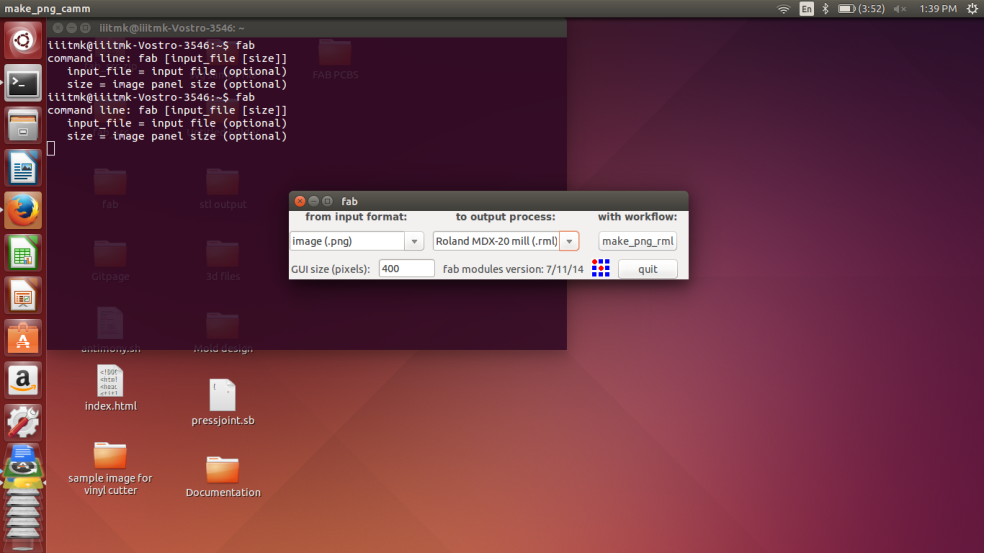 make_png_camm
En
(3:52)
1:39 PM
iiitmk@iiitmk-Vostro-3546: ~
iiitmk@iiitmk-Vostro-3546:~$ fab
command line: fab [input_file [size]]
input_file = input file (optional)
size = image panel size (optional)
iiitmk@iiitmk-Vostro-3546:~$ fab
command line: fab [input_file [size]]
input_file = input file (optional)
size = image panel size (optional)
FAB PCBS
fab
stl output
Gitpage
3d files
antimony.sh
Mold design
index.html
pressjoint.sb
sample image for
vinyl cutter
Documentation
fab
from input format:
to output process:
with workflow:
image (.png)
Roland MDX-20 mill (.rml)
make_png_rml
GUI size (pixels):
400
fab modules version: 7/11/14
quit